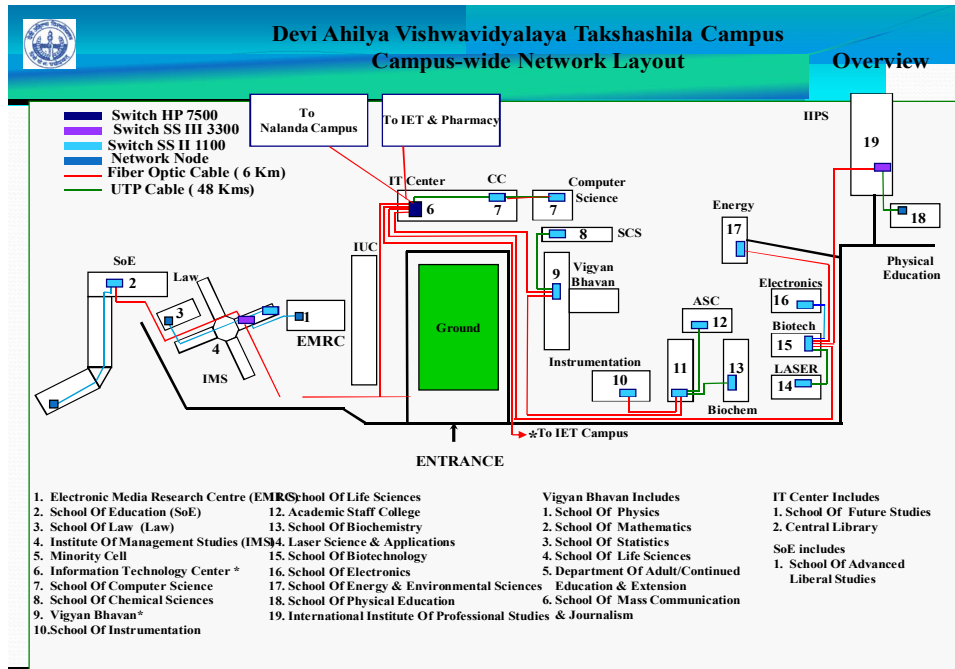 Devi Ahilya Vishwavidyalaya Takshashila Campus
Campus-wide Network Layout
Overview
Switch HP 7500
Switch SS III 3300
Switch SS II 1100
Network Node
Fiber Optic Cable ( 6 Km)
UTP Cable ( 48 Kms)
To
Nalanda Campus
To IET & Pharmacy
IIPS
19
IT Center
6
CC
7
Computer
Science
7
8
SCS
Energy
17
18
Physical
Education
IUC
SoE
2
Law
3
4
IMS
1
EMRC
Ground
9
Vigyan
Bhavan
Electronics
16
ASC
12
Biotech
15
Instrumentation
10
11
13
Biochem
LASER
14
*To IET Campus
ENTRANCE
1. Electronic Media Research Centre (EMRC)
2. School Of Education (SoE)
3. School Of Law (Law)
4. Institute Of Management Studies (IMS)
5. Minority Cell
6. Information Technology Center *
7. School Of Computer Science
8. School Of Chemical Sciences
9. Vigyan Bhavan*
10.School Of Instrumentation
11. School Of Life Sciences
12. Academic Staff College
13. School Of Biochemistry
14. Laser Science & Applications
15. School Of Biotechnology
16. School Of Electronics
17. School Of Energy & Environmental Sciences
18. School Of Physical Education
19. International Institute Of Professional Studies
Vigyan Bhavan Includes
1. School Of Physics
2. School Of Mathematics
3. School Of Statistics
4. School Of Life Sciences
5. Department Of Adult/Continued
Education & Extension
6. School Of Mass Communication
& Journalism
IT Center Includes
1. School Of Future Studies
2. Central Library
SoE includes
1. School Of Advanced
Liberal Studies